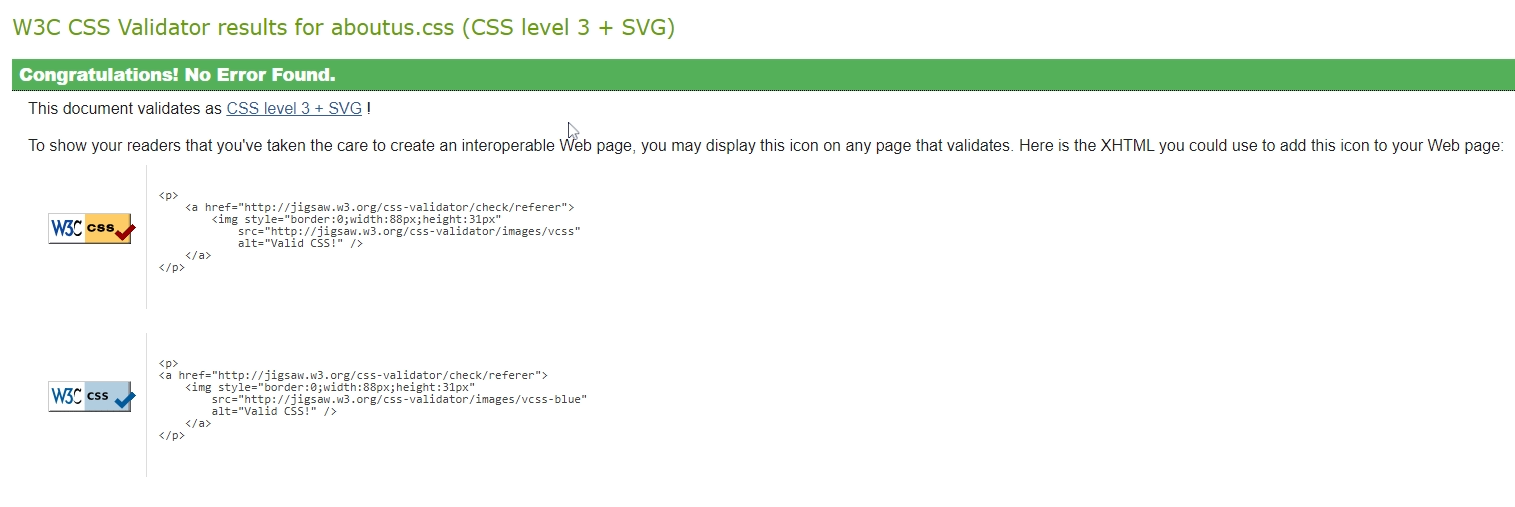 W3C CSS Validator results for aboutus.css (CSS level 3 + SVG)
Congratulations! No Error Found.
This document validates as CSS level 3 + SVG !
To show your readers that you've taken the care to create an interoperable Web page, you may display this icon on any page that validates. Here is the XHTML you could use to add this icon to your Web page:
W3C css
<p>
    <a href="http://jigsaw.w3.org/css-validator/check/referer">
        <img style="border:0;width:88px;height:31px"
            src="http://jigsaw.w3.org/css-validator/images/vcss"
            alt="Valid CSS!" />
    </a>
</p>
W3C css
<p>
<a href="http://jigsaw.w3.org/css-validator/check/referer">
    <img style="border:0;width:88px;height:31px"
        src="http://jigsaw.w3.org/css-validator/images/vcss-blue"
        alt="Valid CSS!" />
    </a>
</p>